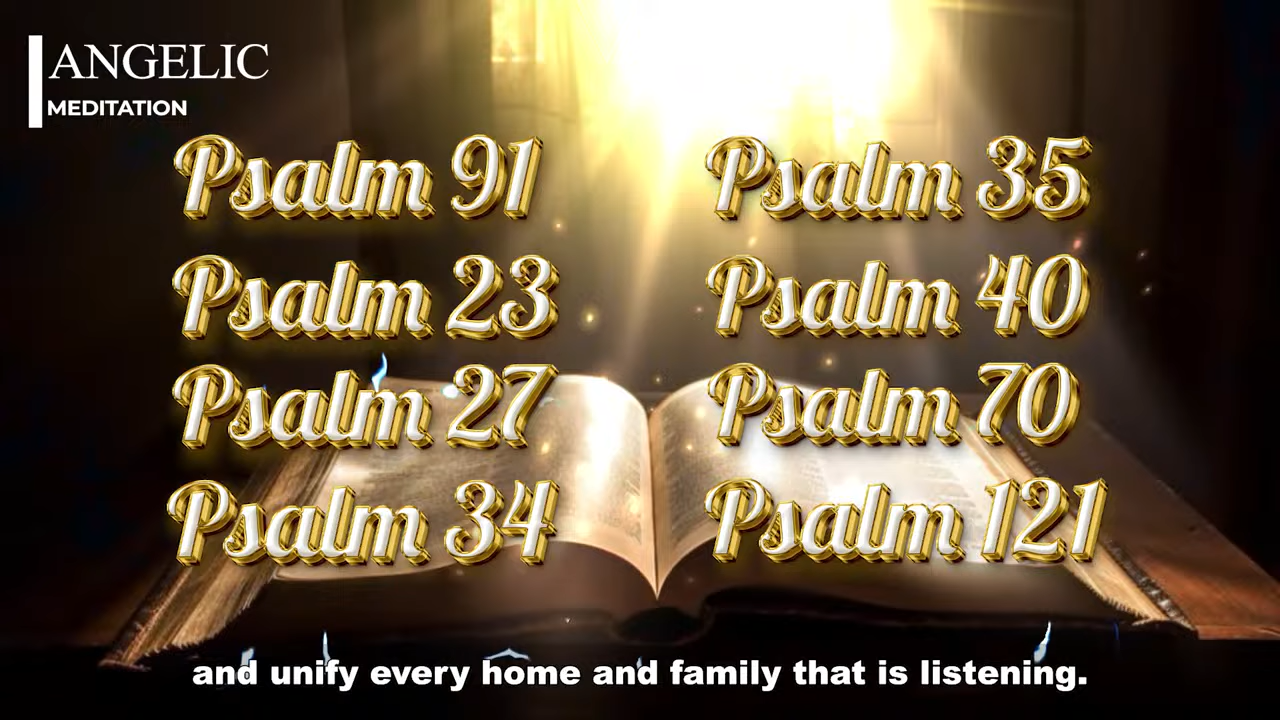 ANGELIC
MEDITATION
Psalm 91
Psalm 23
Psalm 27
Psalm 34
Psalm 35
Psalm 40
Psalm 70
Psalm 121
and unify every home and family that is listening.